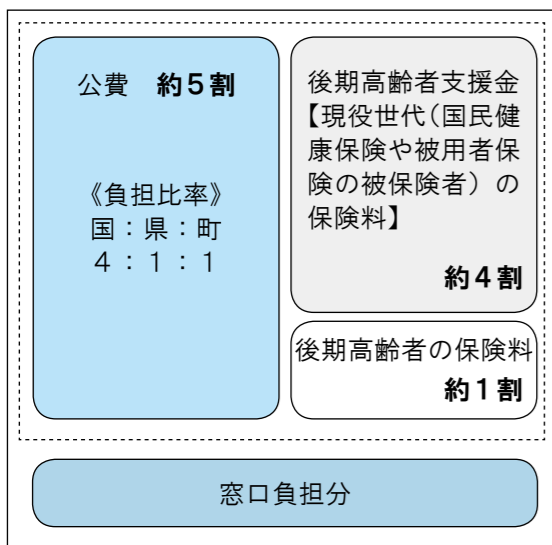 公費　約5割
《負担比率》
国：県：町
４：１：１
後期高齢者支援金
【現役世代（国民健
康保険や被用者保
険の被保険者）の
保険料】
約４割
後期高齢者の保険料
約１割
窓口負担分